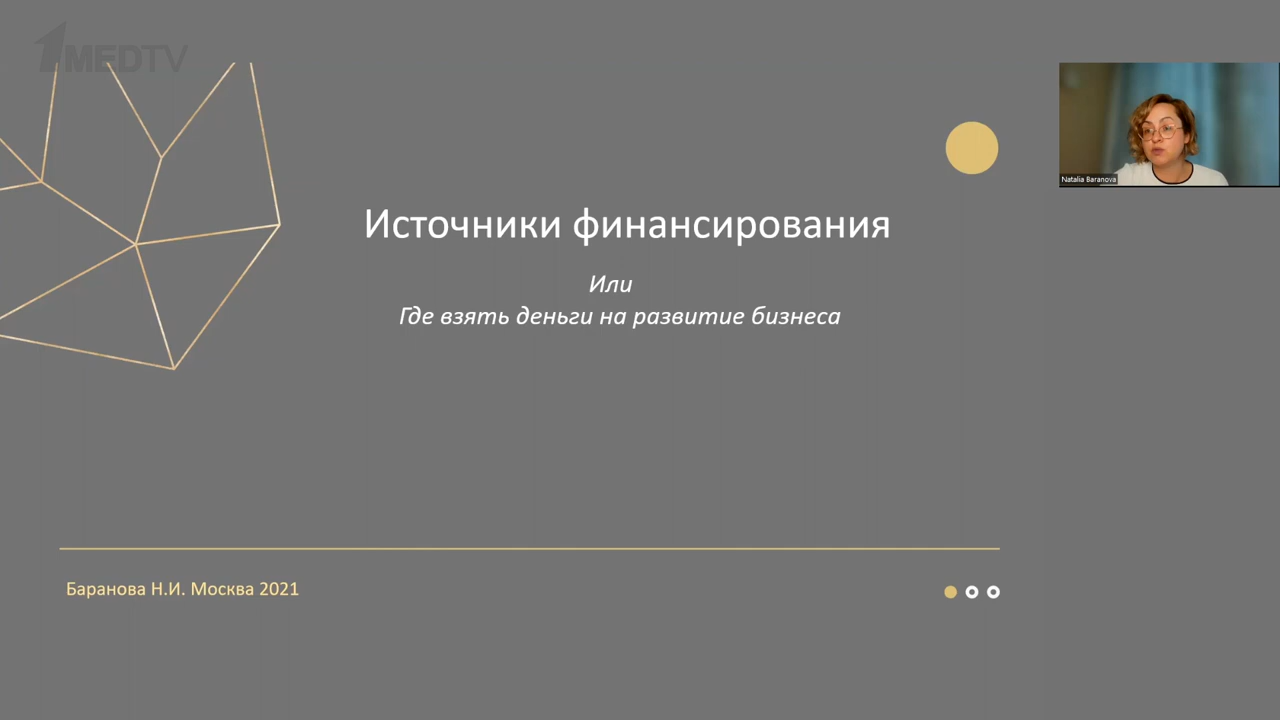 1MEDTV
Natalia Baranova
Источники финансирования
Или
Где взять деньги на развитие бизнеса
Баранова Н.И. Москва 2021